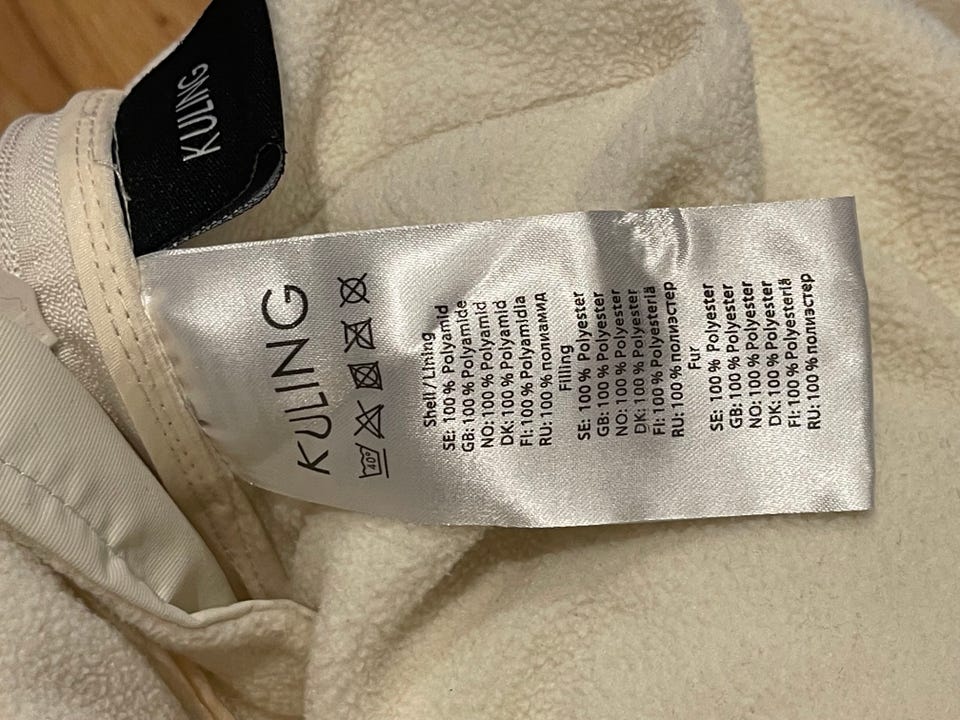 KULING
KULING
40°
Shell/Lining
SE: 100 % Polyamid
GB: 100 % Polyamide
NO: 100 % Polyamid
DK: 100 % Polyamid
FI: 100 % Polyamidia
RU: 100 % полиамид
Filling
SE: 100 % Polyester
GB: 100 % Polyester
NO: 100 % Polyester
DK: 100 % Polyester
FI: 100 % Polyesteriä
RU: 100 % полиэстер
Fur
SE: 100 % Polyester
GB: 100 % Polyester
NO: 100 % Polyester
DK: 100 % Polyester
FI: 100 % Polyesteriä
RU: 100 % полиэстер